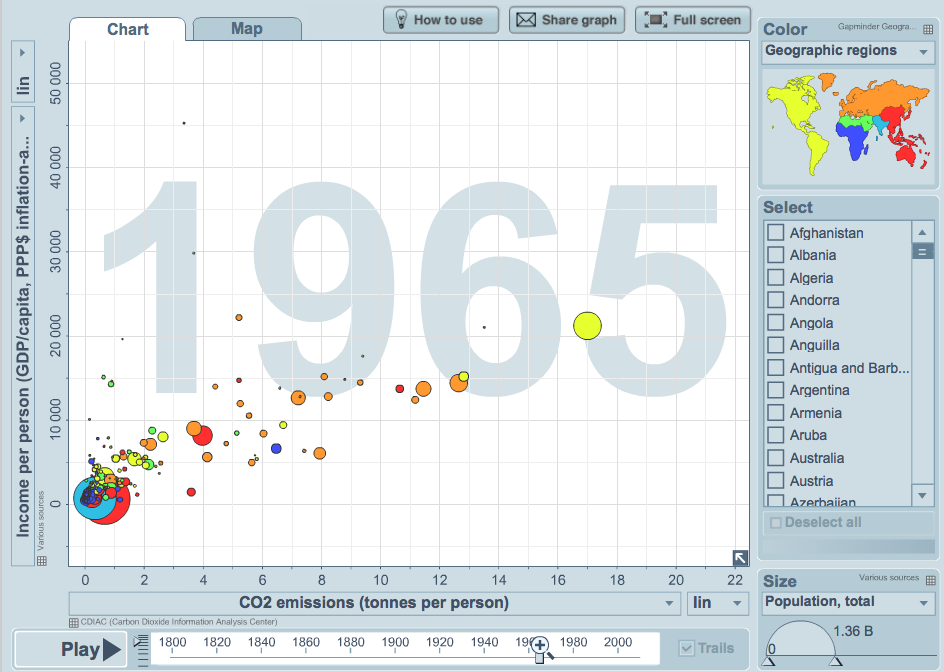 Chart
Map
How to use
Share graph
Full screen
Color
Gapminder Geogra...
Geographic regions
Select
Afghanistan
Albania
Algeria
Andorra
Angola
Anguilla
Antigua and Barb...
Argentina
Armenia
Aruba
Australia
Austria
Azerbaijan
Deselect all
Size
Various sources
Population, total
1.36 B
0
lin
Income per person (GDP/capita, PPP$ inflation-a...
Various sources
50 000
40 000
30 000
20 000
10 000
0
1965
0 2 4 6 8 10 12 14 16 18 20 22
CO2 emissions (tonnes per person)
lin
CDIAC (Carbon Dioxide Information Analysis Center)
Play
1800 1820 1840 1860 1880 1900 1920 1940 1980 2000
Trails